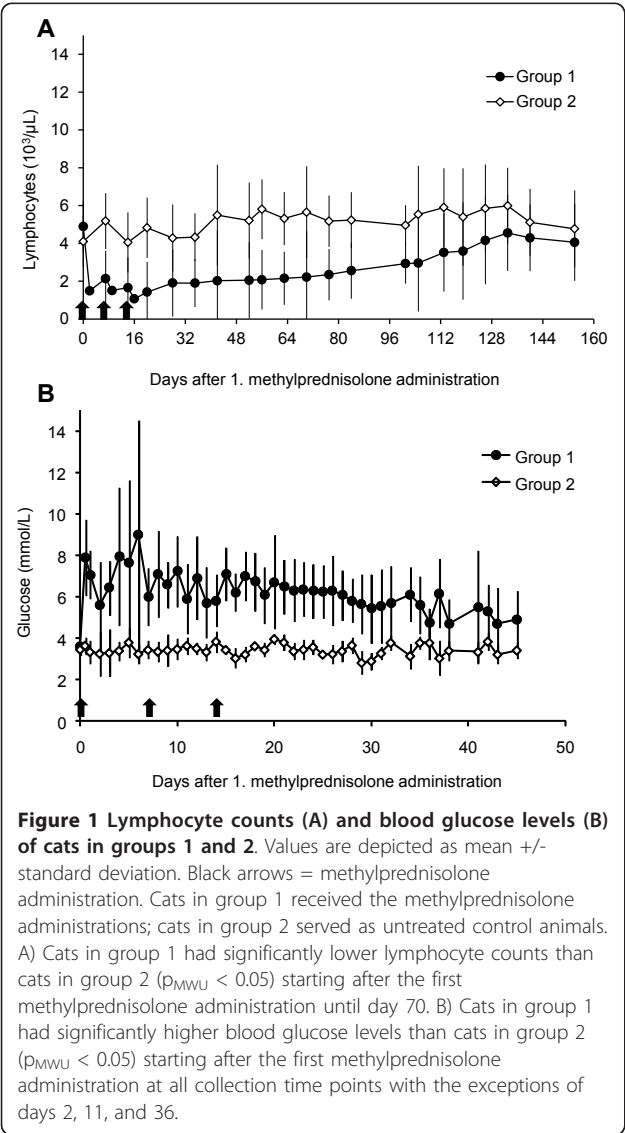 A
14
12
10
8
6
4
2
0
Lymphocytes (10³/μL)
Group 1
Group 2
0 16 32 48 64 80 96 112 128 144 160
Days after 1. methylprednisolone administration
B
14
12
10
8
6
4
2
0
Glucose (mmol/L)
Group 1
Group 2
0 10 20 30 40 50
Days after 1. methylprednisolone administration
Figure 1 Lymphocyte counts (A) and blood glucose levels (B)
of cats in groups 1 and 2. Values are depicted as mean +/-
standard deviation. Black arrows = methylprednisolone
administration. Cats in group 1 received the methylprednisolone
administrations; cats in group 2 served as untreated control animals.
A) Cats in group 1 had significantly lower lymphocyte counts than
cats in group 2 (pMWU < 0.05) starting after the first
methylprednisolone administration until day 70. B) Cats in group 1
had significantly higher blood glucose levels than cats in group 2
(pMWU < 0.05) starting after the first methylprednisolone
administration at all collection time points with the exceptions of
days 2, 11, and 36.